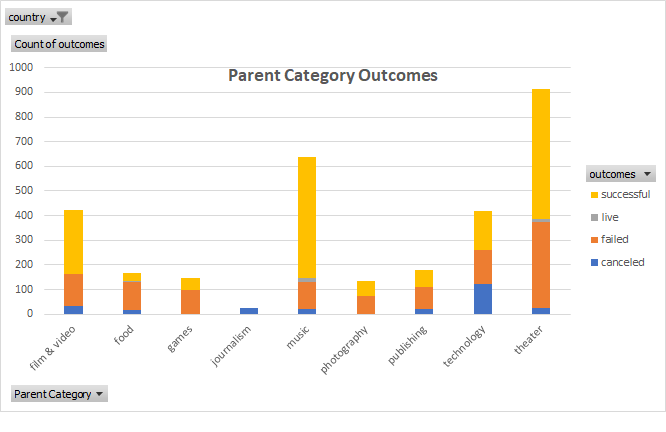 country
Count of outcomes
Parent Category Outcomes
1000
900
800
700
600
500
400
300
200
100
0
film & video
food
games
journalism
music
photography
publishing
technology
theater
outcomes
successful
live
failed
canceled
Parent Category